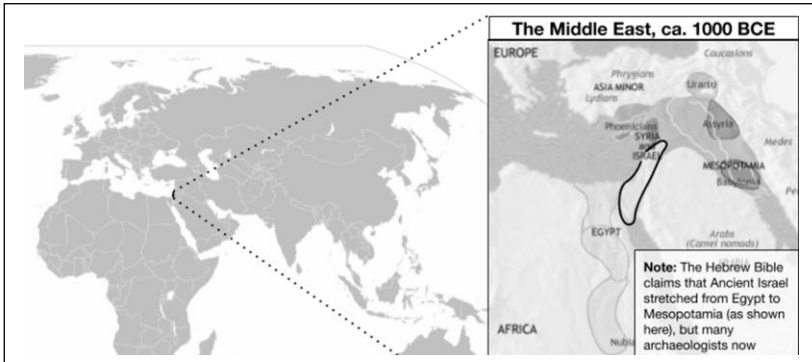 The Middle East, ca. 1000 BCE
EUROPE
Caucasians
Phrygians
ASIA MINOR
Urartu
Lydians
Phoenicians
Assyria
SYRIA
and
ISRAEL
Medes
MESOPOTAMIA
Babylonia
EGYPT
Arabs
(Camel nomads)
Note: The Hebrew Bible
claims that Ancient Israel
stretched from Egypt to
Mesopotamia (as shown
here), but many
archaeologists now
AFRICA